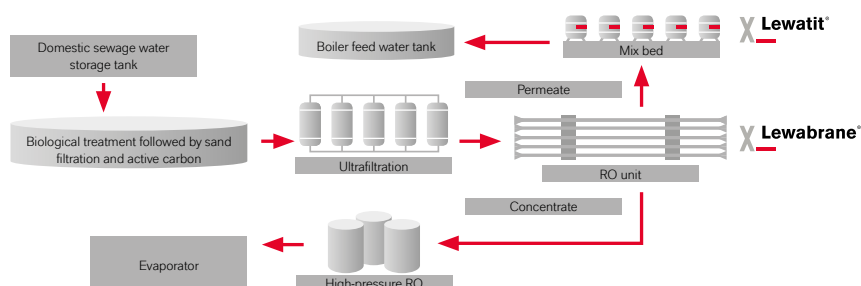 Domestic sewage water
storage tank
Boiler feed water tank
Mix bed
Lewatit®
Permeate
Biological treatment followed by sand
filtration and active carbon
Ultrafiltration
RO unit
Lewabrane®
Concentrate
Evaporator
High-pressure RO